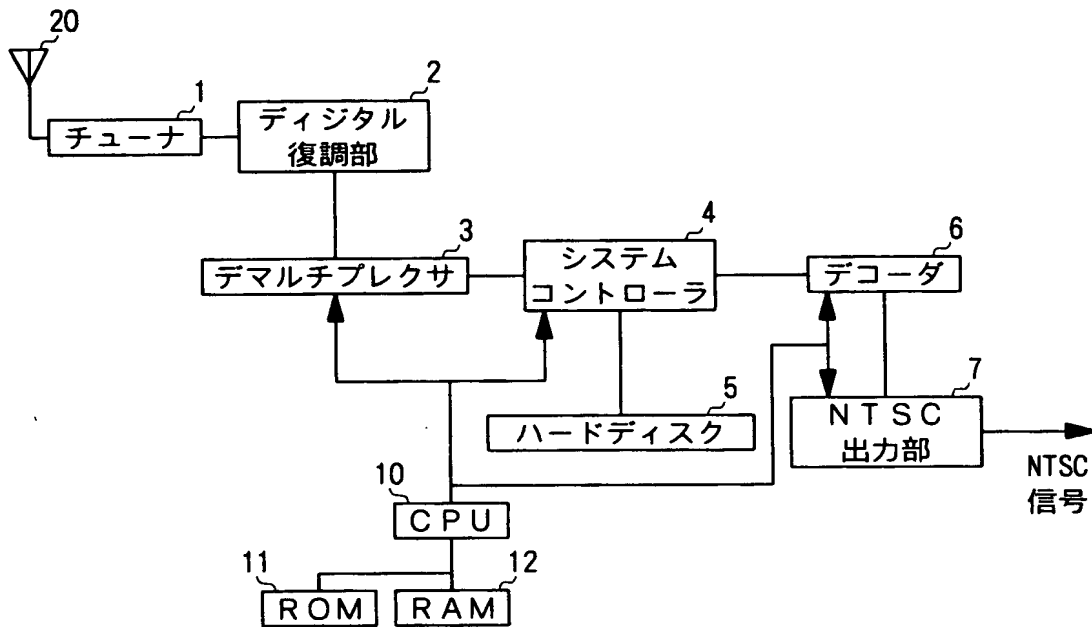 20
1
チューナ
2
ディジタル
復調部
3
デマルチプレクサ
4
システム
コントローラ
6
デコーダ
5
ハードディスク
7
ＮＴＳＣ
出力部
NTSC
信号
10
ＣＰＵ
11
ＲＯＭ
12
ＲＡＭ